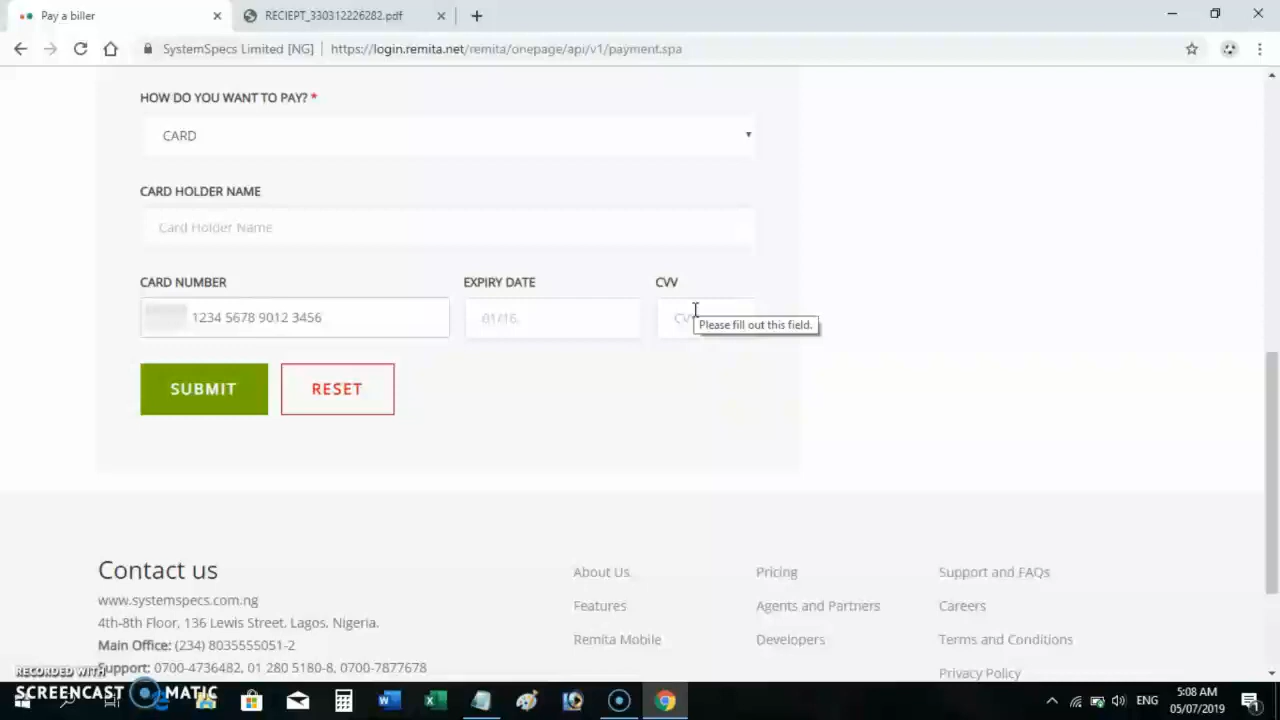 Pay a biller
RECIEPT_330312226282.pdf
SystemSpecs Limited [NG] | https://login.remita.net/remita/onepage/api/v1/payment.spa
HOW DO YOU WANT TO PAY? *
CARD
CARD HOLDER NAME
Card Holder Name
CARD NUMBER EXPIRY DATE CVV
1234 5678 9012 3456 01/16
Please fill out this field.
SUBMIT RESET
Contact us
About Us Pricing Support and FAQs
www.systemspecs.com.ng
Features Agents and Partners Careers
4th-8th Floor, 136 Lewis Street, Lagos, Nigeria.
Main Office: (234) 8035555051-2
Remita Mobile Developers Terms and Conditions
Support: 0700-4736482, 01 280 5180-8, 0700-7877678
Privacy Policy
RECORDED WITH
SCREENCAST MATIC
ENG
5:08 AM
05/07/2019